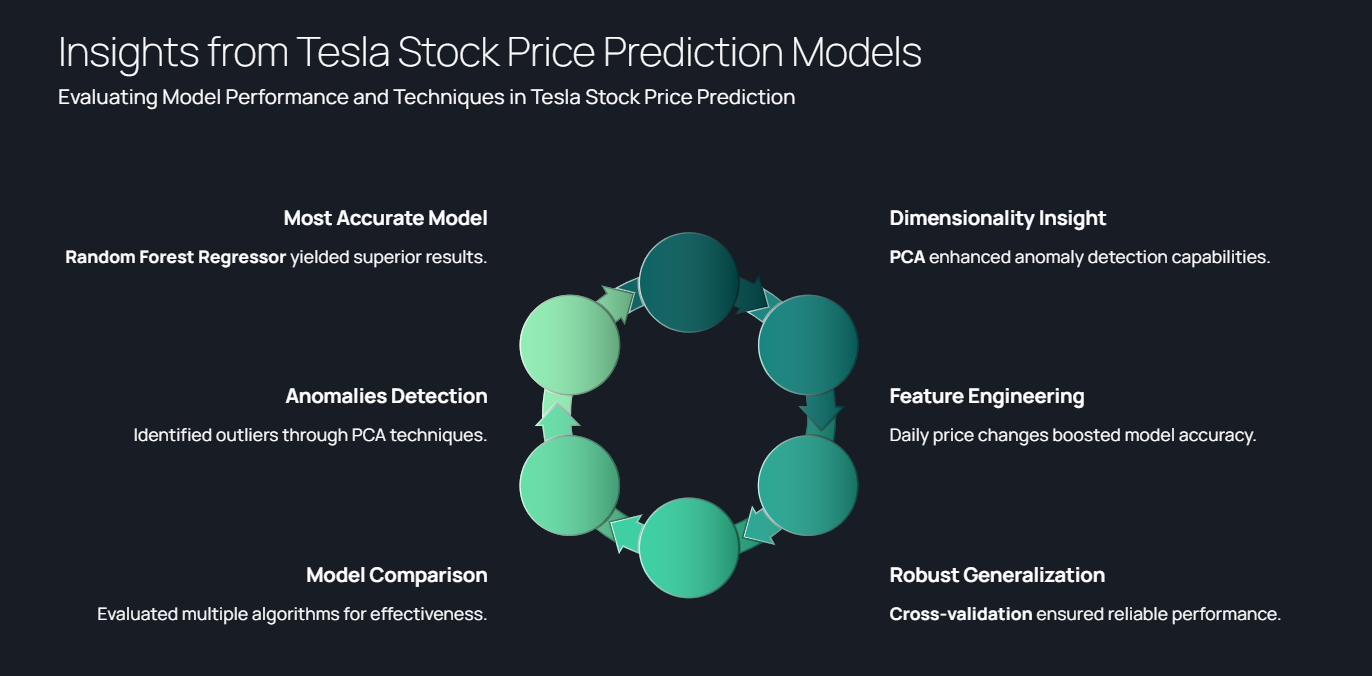 Insights from Tesla Stock Price Prediction Models
Evaluating Model Performance and Techniques in Tesla Stock Price Prediction
Most Accurate Model
Random Forest Regressor yielded superior results.
Anomalies Detection
Identified outliers through PCA techniques.
Model Comparison
Evaluated multiple algorithms for effectiveness.
Dimensionality Insight
PCA enhanced anomaly detection capabilities.
Feature Engineering
Daily price changes boosted model accuracy.
Robust Generalization
Cross-validation ensured reliable performance.